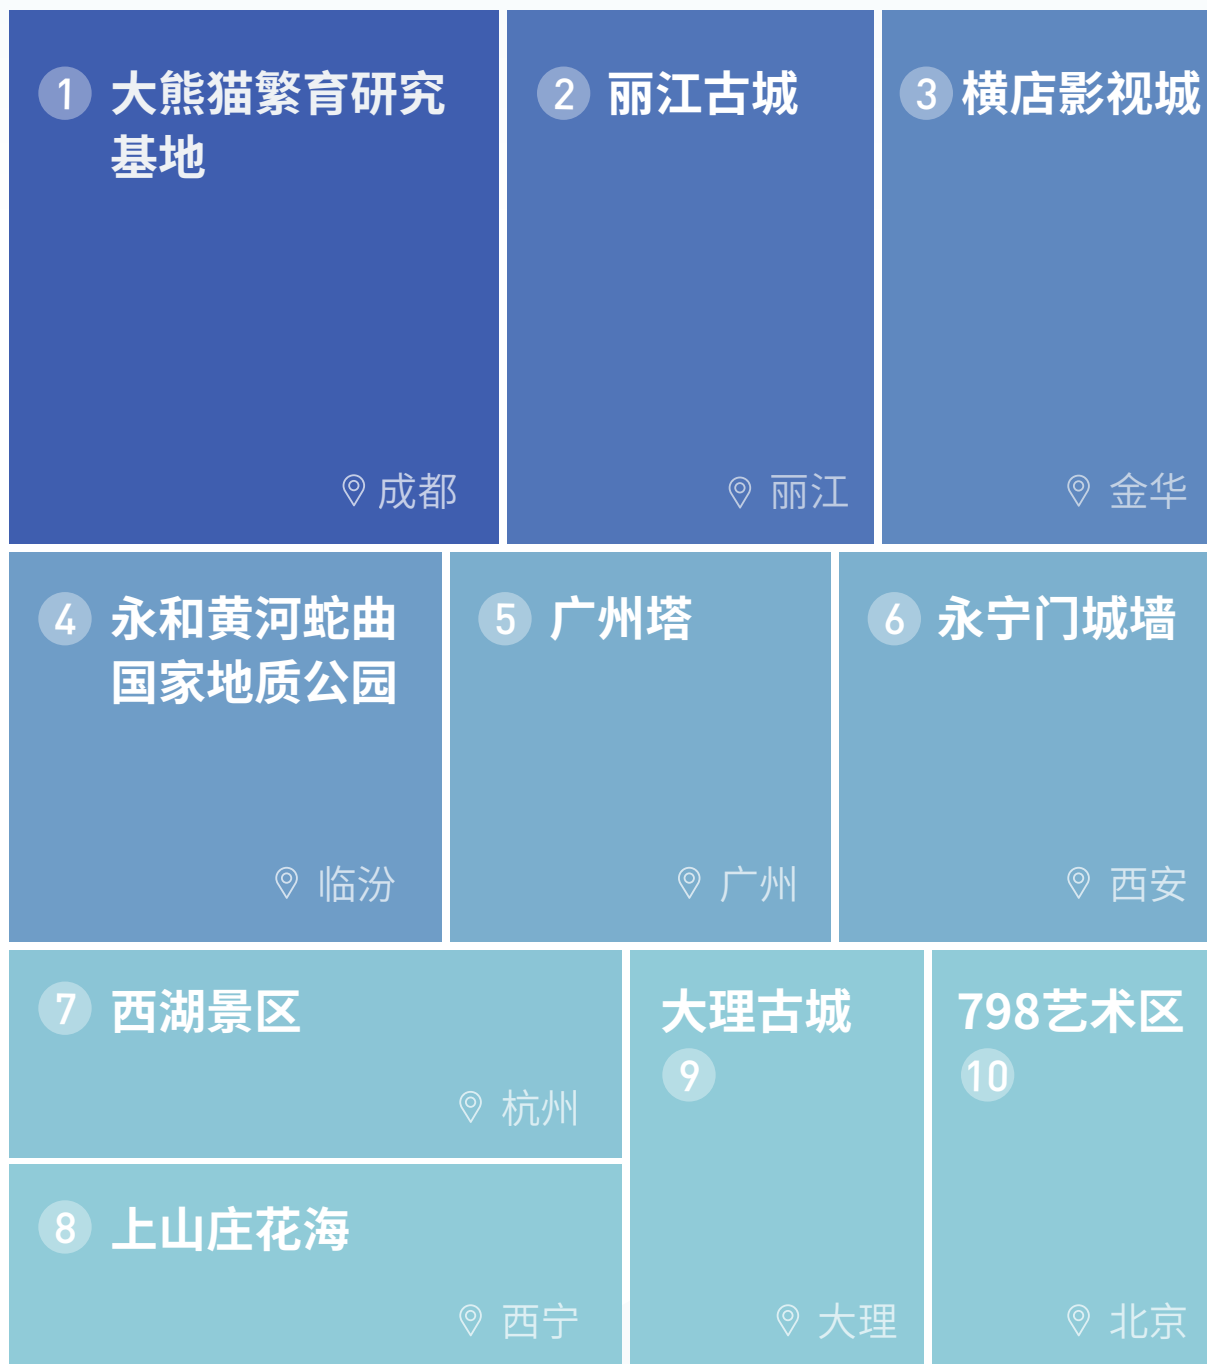 1 大熊猫繁育研究
基地
成都
2 丽江古城
丽江
3 横店影视城
金华
4 永和黄河蛇曲
国家地质公园
临汾
5 广州塔
广州
6 永宁门城墙
西安
7 西湖景区
杭州
8 上山庄花海
西宁
大理古城
9
大理
798艺术区
10
北京